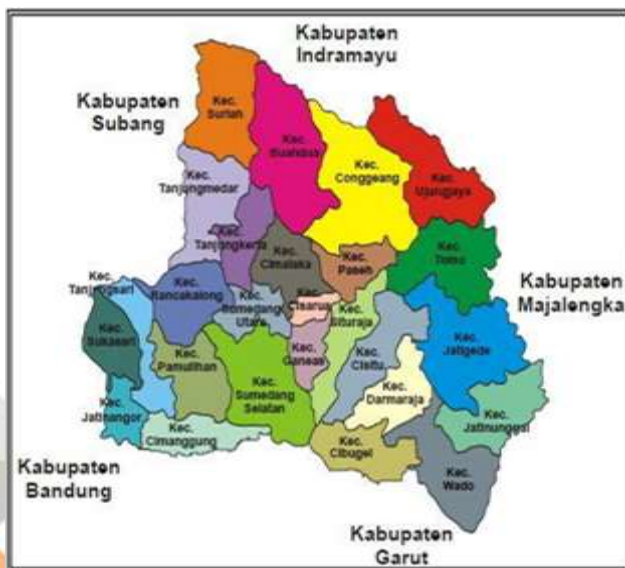 Kabupaten
Indramayu
Kabupaten
Subang
Kec.
Surian
Kec.
Buahdua
Kec.
Conggeang
Kec.
Ujungjaya
Kec.
Tanjungmedar
Kec.
Tanjungkerta
Kec.
Cimalaka
Kec.
Paseh
Kec.
Tomo
Kabupaten
Majalengka
Kec.
Tanjungsari
Kec.
Rancakalong
Kec.
Sumedang
Utara
Kec.
Cisarua
Kec.
Situraja
Kec.
Sukasari
Kec.
Pamulihan
Kec.
Ganeas
Kec.
Cisitu
Kec.
Jatigede
Kec.
Sumedang
Selatan
Kec.
Darmaraja
Kec.
Jatinangor
Kec.
Jatinunggal
Kec.
Cimanggung
Kec.
Cibugel
Kec.
Wado
Kabupaten
Bandung
Kabupaten
Garut